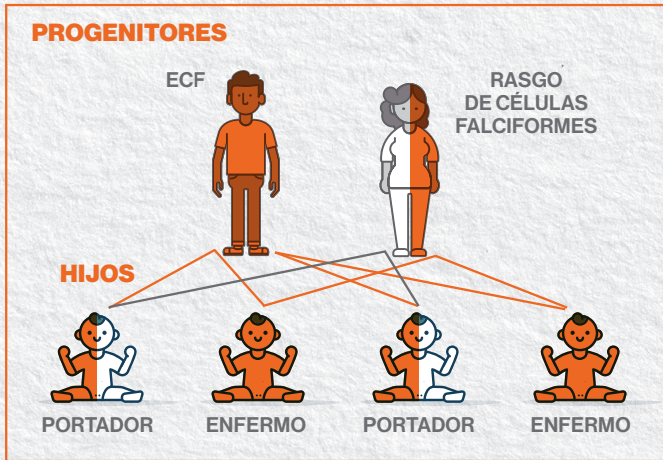 PROGENITORES
ECF
RASGO
DE CÉLULAS
FALCIFORMES
HIJOS
PORTADOR
ENFERMO
PORTADOR
ENFERMO